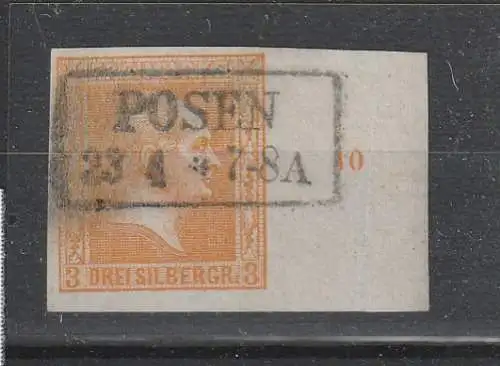 POSEN
23 4 * 7-8A
3 DREI SILBERGR. 3